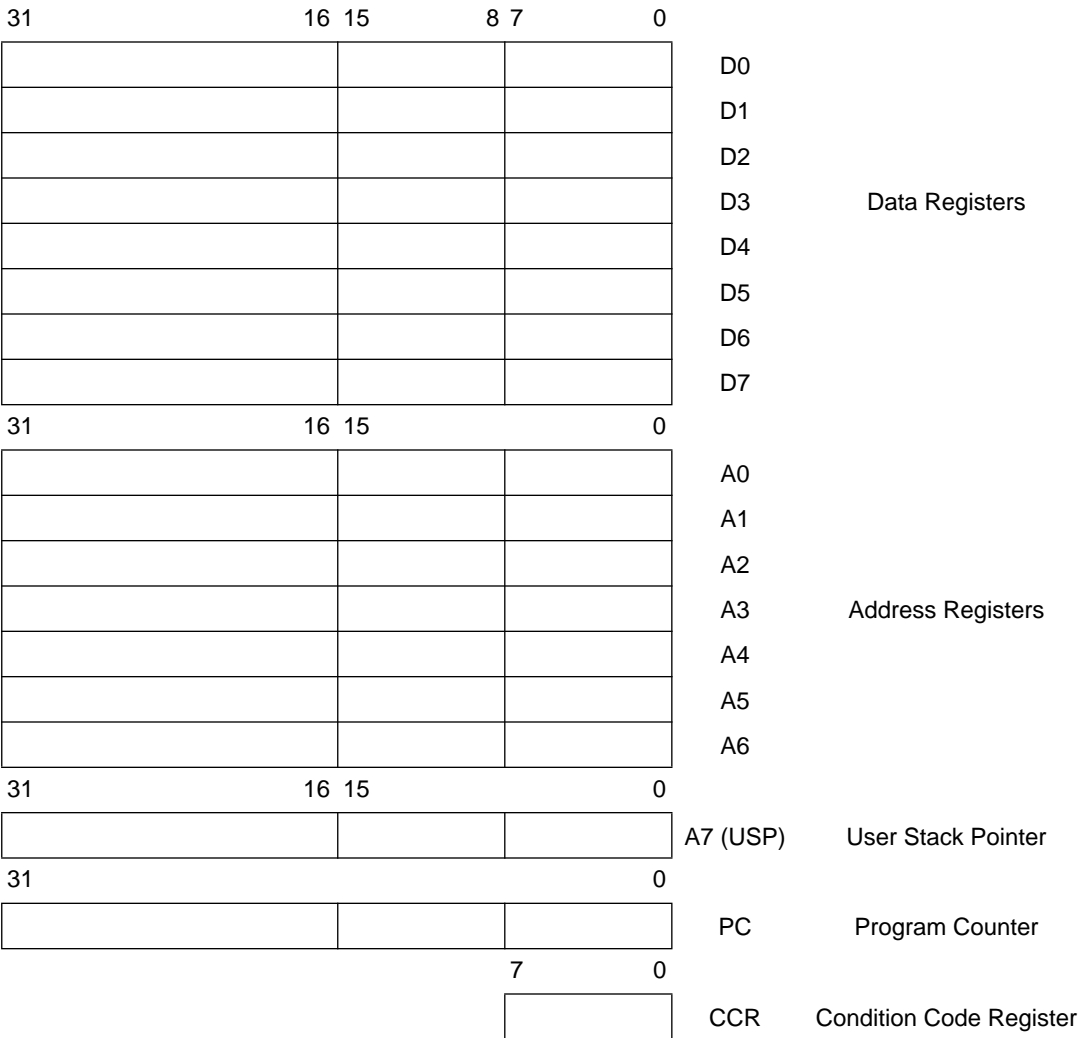 31 16 15 8 7 0
D0
D1
D2
D3 Data Registers
D4
D5
D6
D7
31 16 15 0
A0
A1
A2
A3 Address Registers
A4
A5
A6
31 16 15 0
A7 (USP) User Stack Pointer
31 0
PC Program Counter
7 0
CCR Condition Code Register